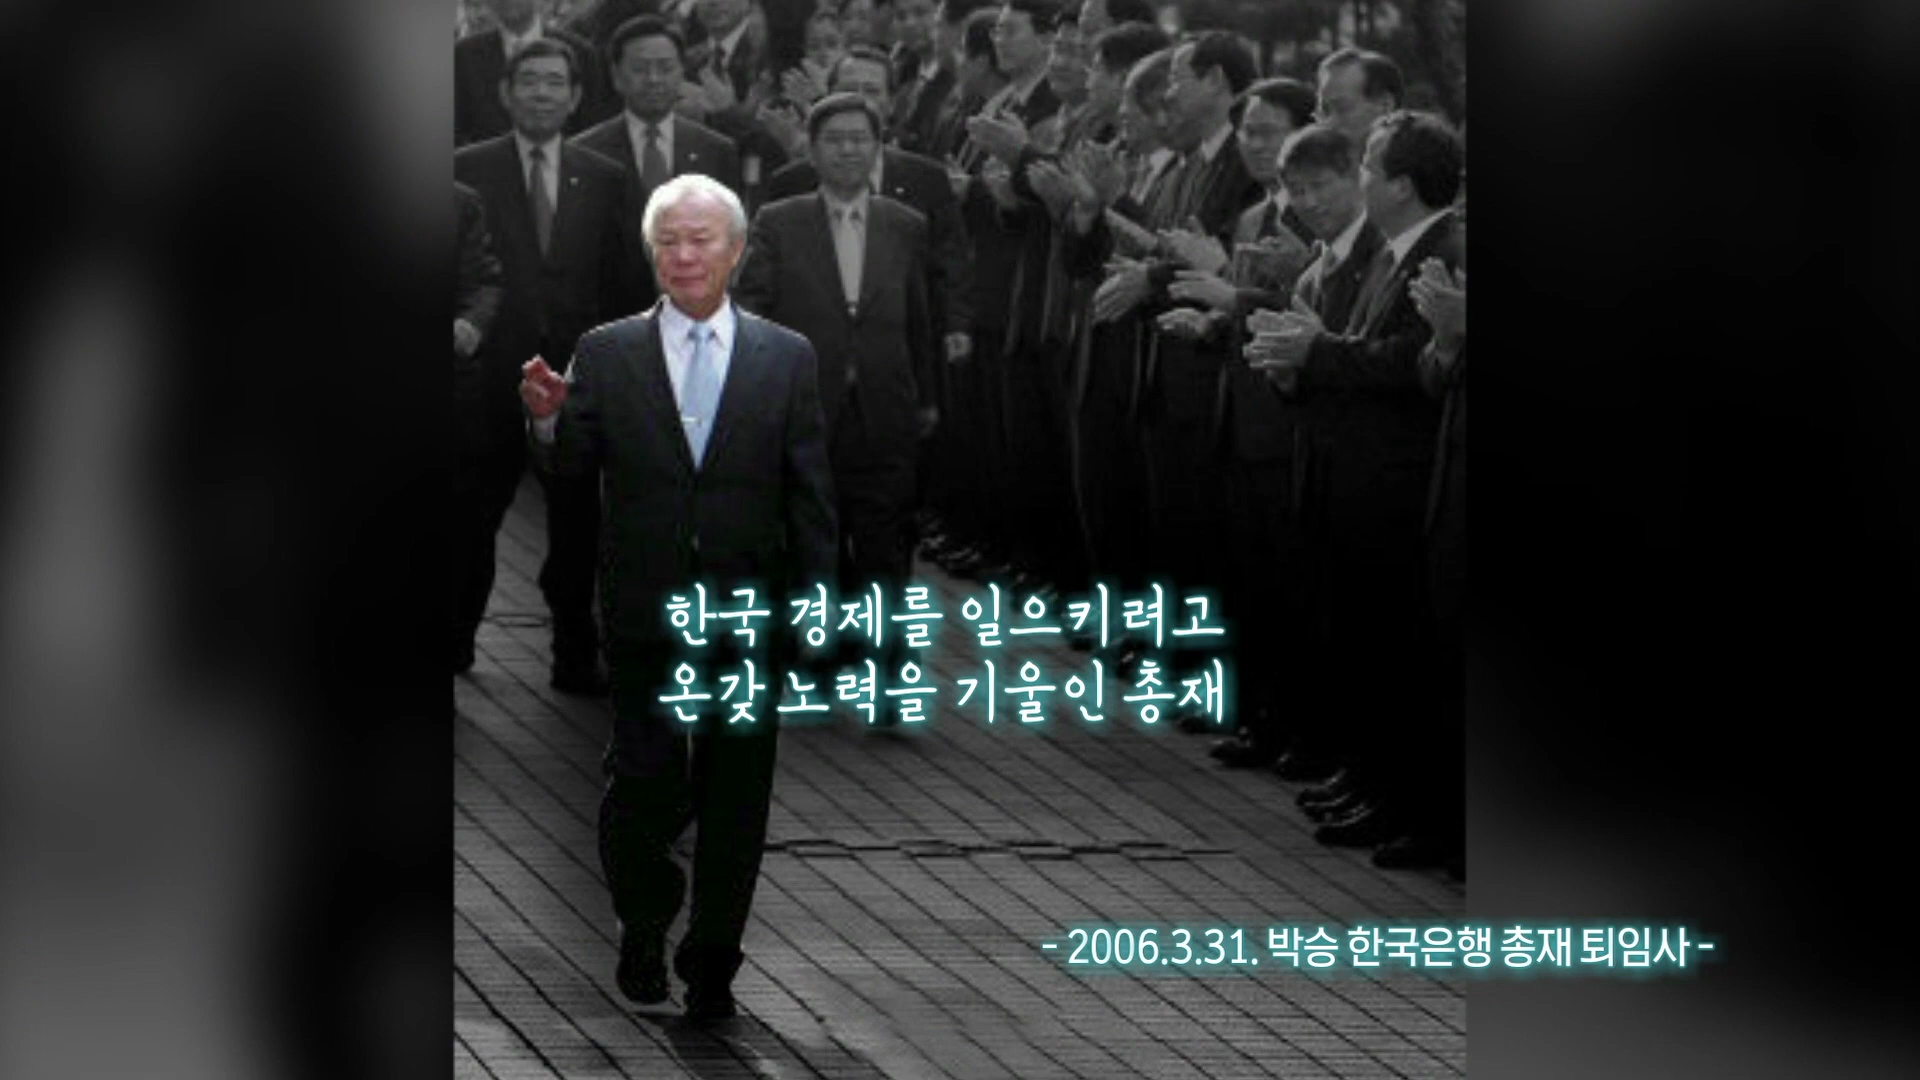 한국 경제를 일으키려고
온갖 노력을 기울인 총재
- 2006.3.31. 박승 한국은행 총재 퇴임사 -